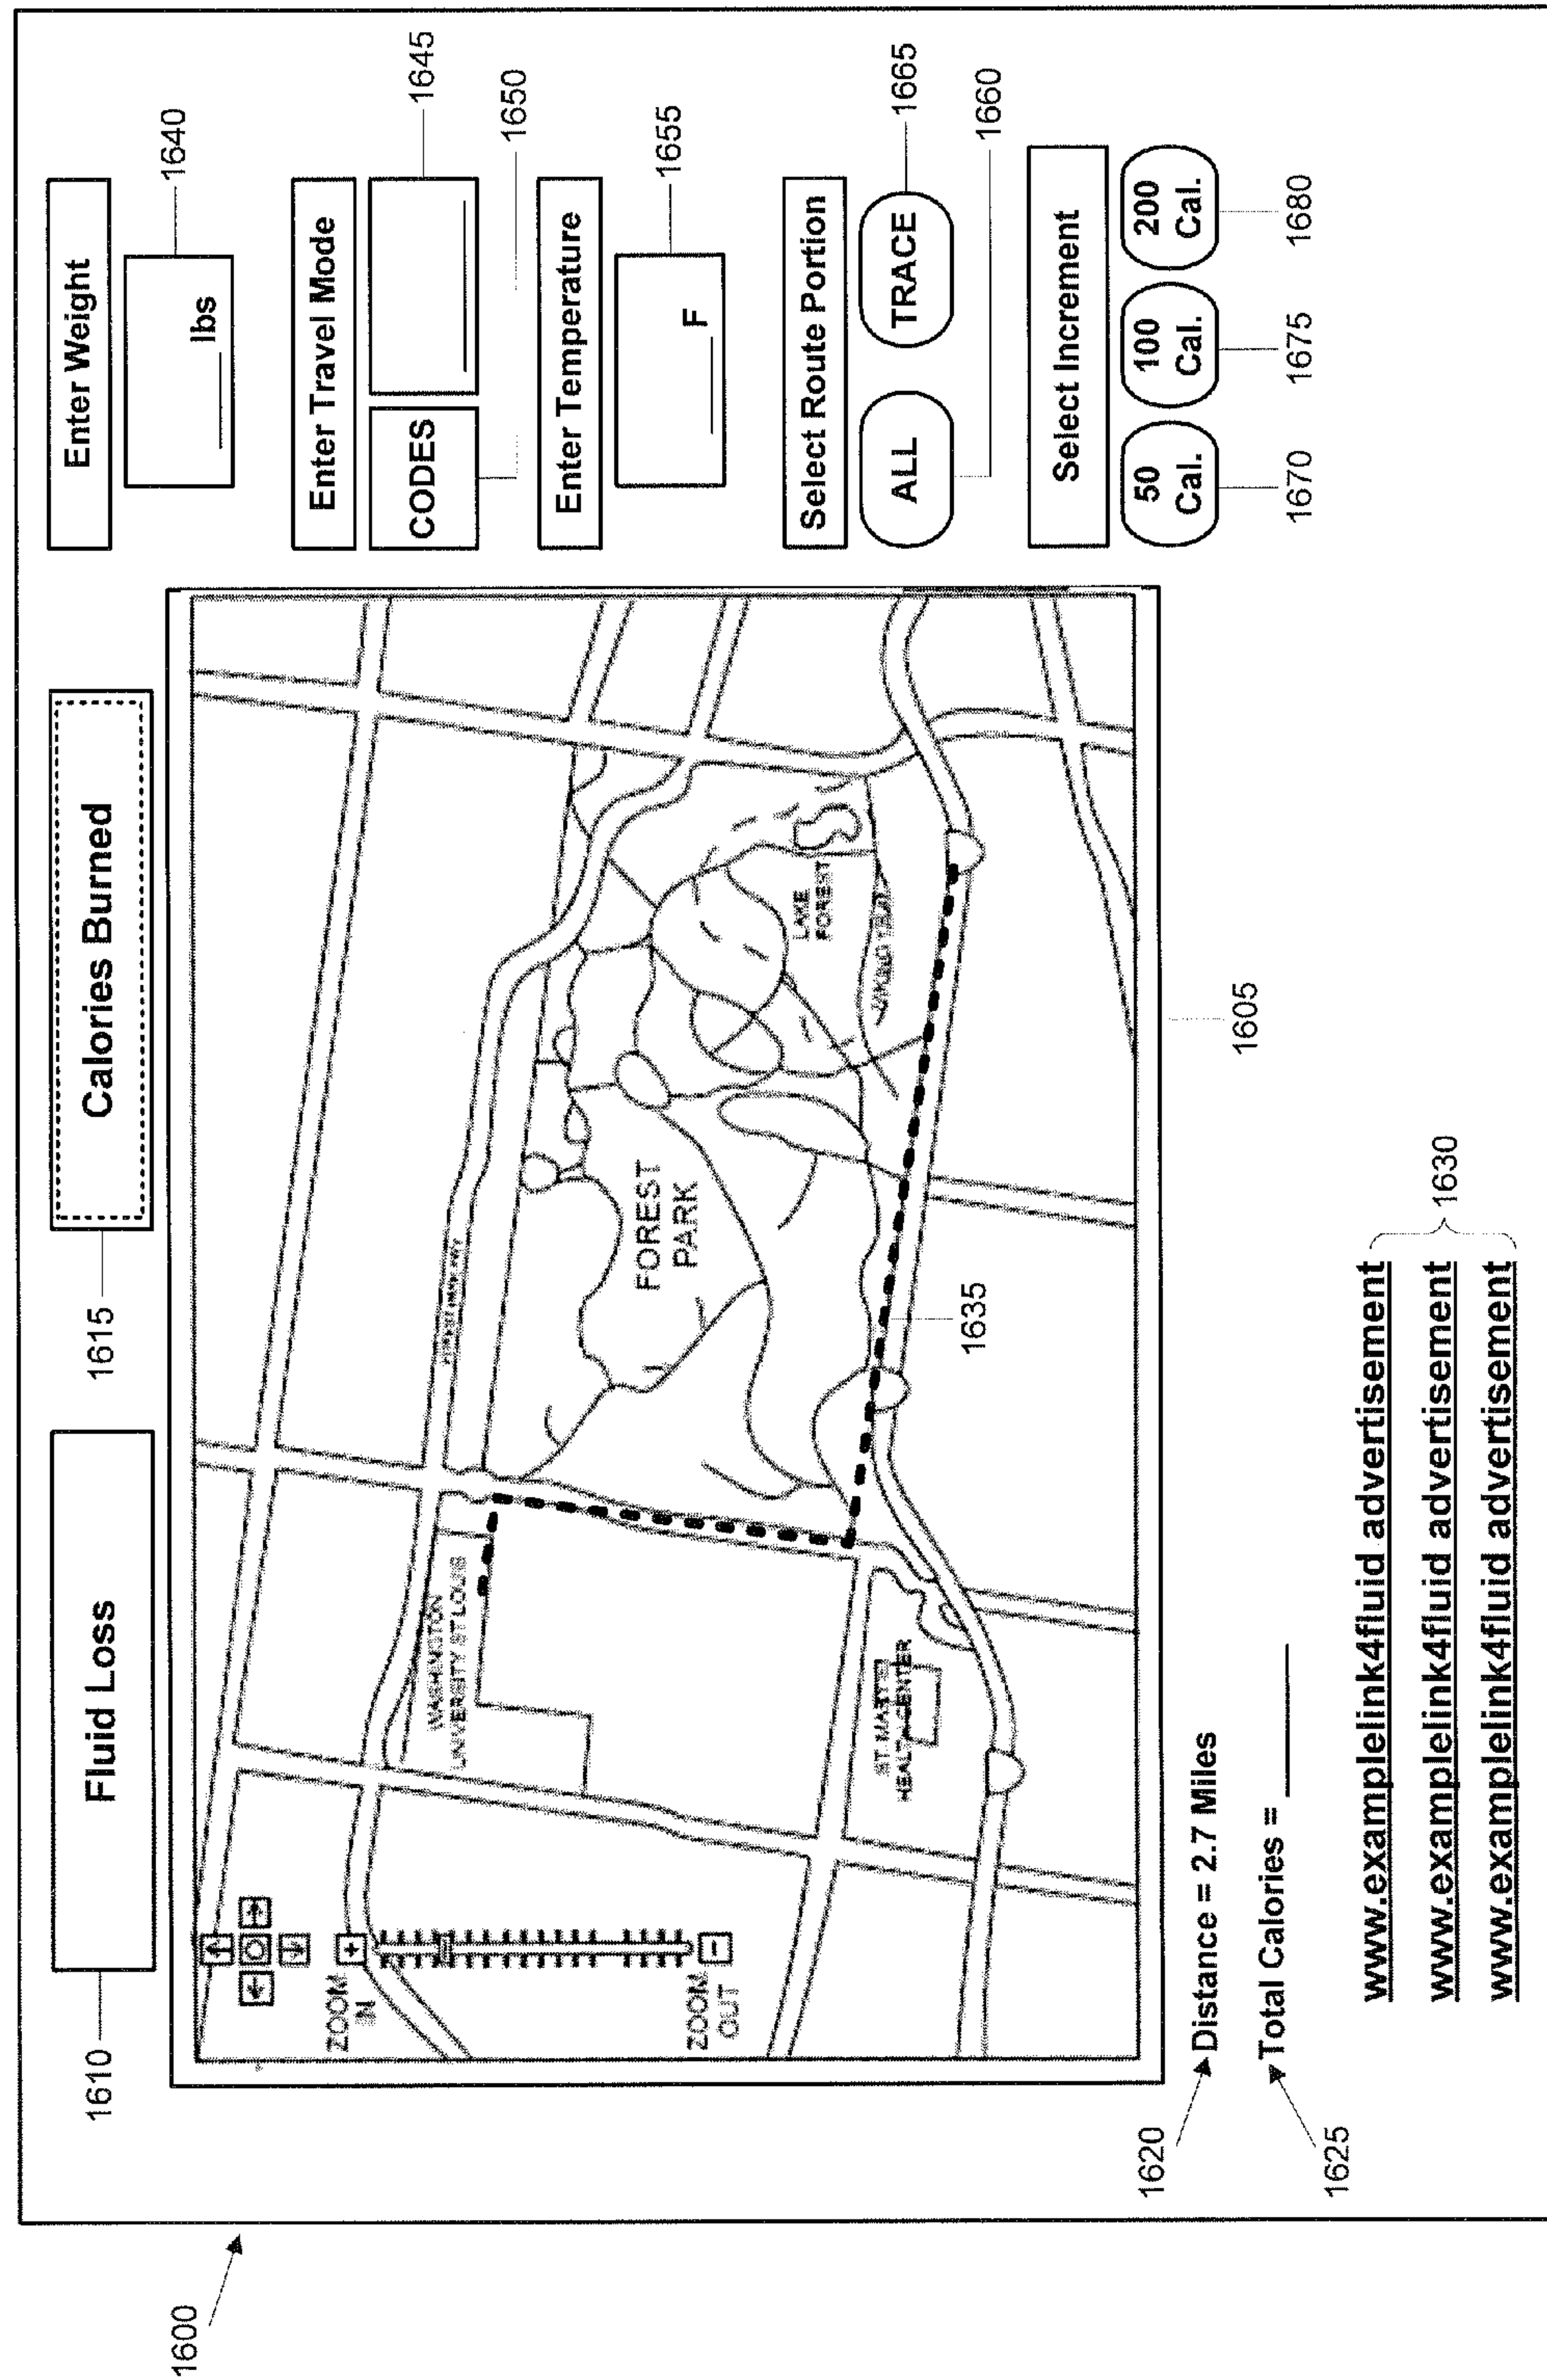 1600
1610
Fluid Loss
1615
Calories Burned
Enter Weight
lbs
1640
Enter Travel Mode
CODES
1645
1650
Enter Temperature
F
1655
Select Route Portion
ALL
TRACE
1665
1660
Select Increment
50
Cal.
100
Cal.
200
Cal.
1670
1675
1680
ZOOM
IN
+
ZOOM
OUT
-
WASHINGTON
UNIVERSITY ST LOUIS
FOREST
PARK
LAKE
FOREST
ST. MARY'S
HEALTH CENTER
1635
1605
1620
Distance = 2.7 Miles
1625
Total Calories =
www.examplelink4fluid advertisement
www.examplelink4fluid advertisement
www.examplelink4fluid advertisement
1630